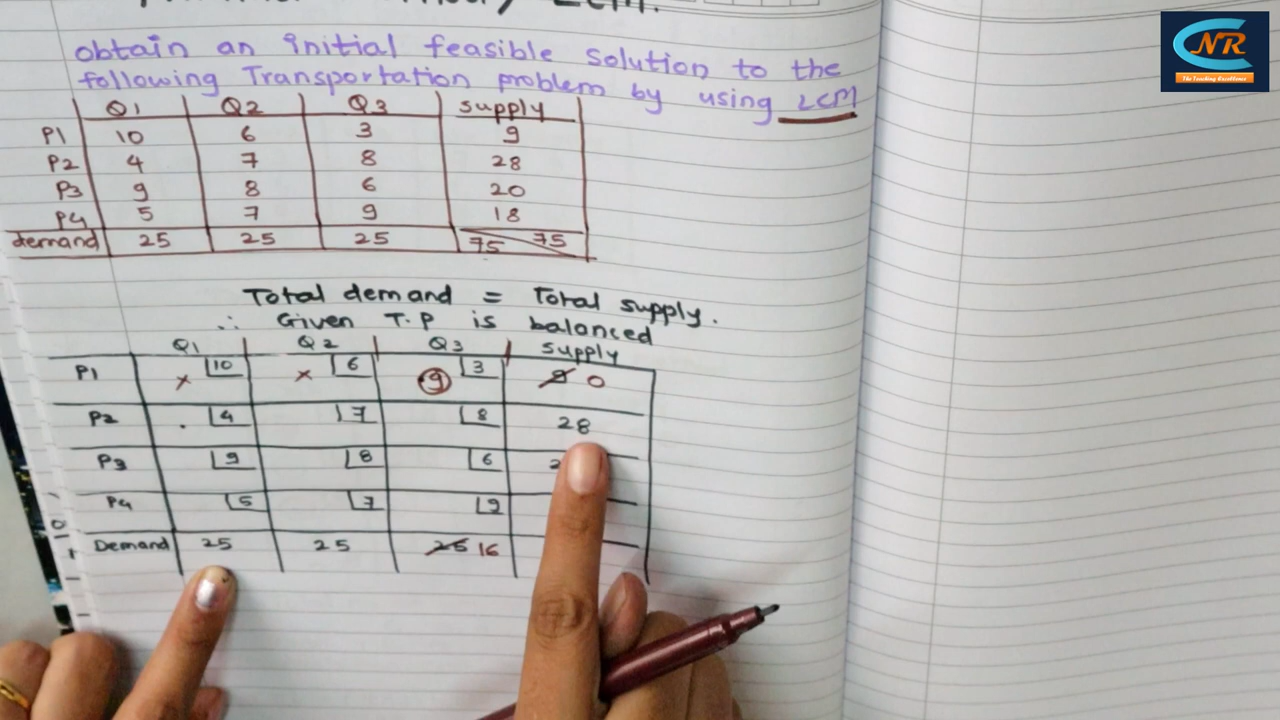 LCM.
obtain an initial feasible solution to the
following Transportation problem by using LCM
Q1 Q2 Q3 supply
P1 10 6 3 9
P2 4 7 8 28
P3 9 8 6 20
P4 5 7 9 18
demand 25 25 25 75 75
Total demand = Total supply.
∴ Given T.P is balanced
Q1 Q2 Q3 supply
P1 × 10 × 6 9 3 9 0
P2 4 7 8 28
P3 9 8 6
P4 5 7 9
Demand 25 25 25 16
NR
The Teaching Excellence